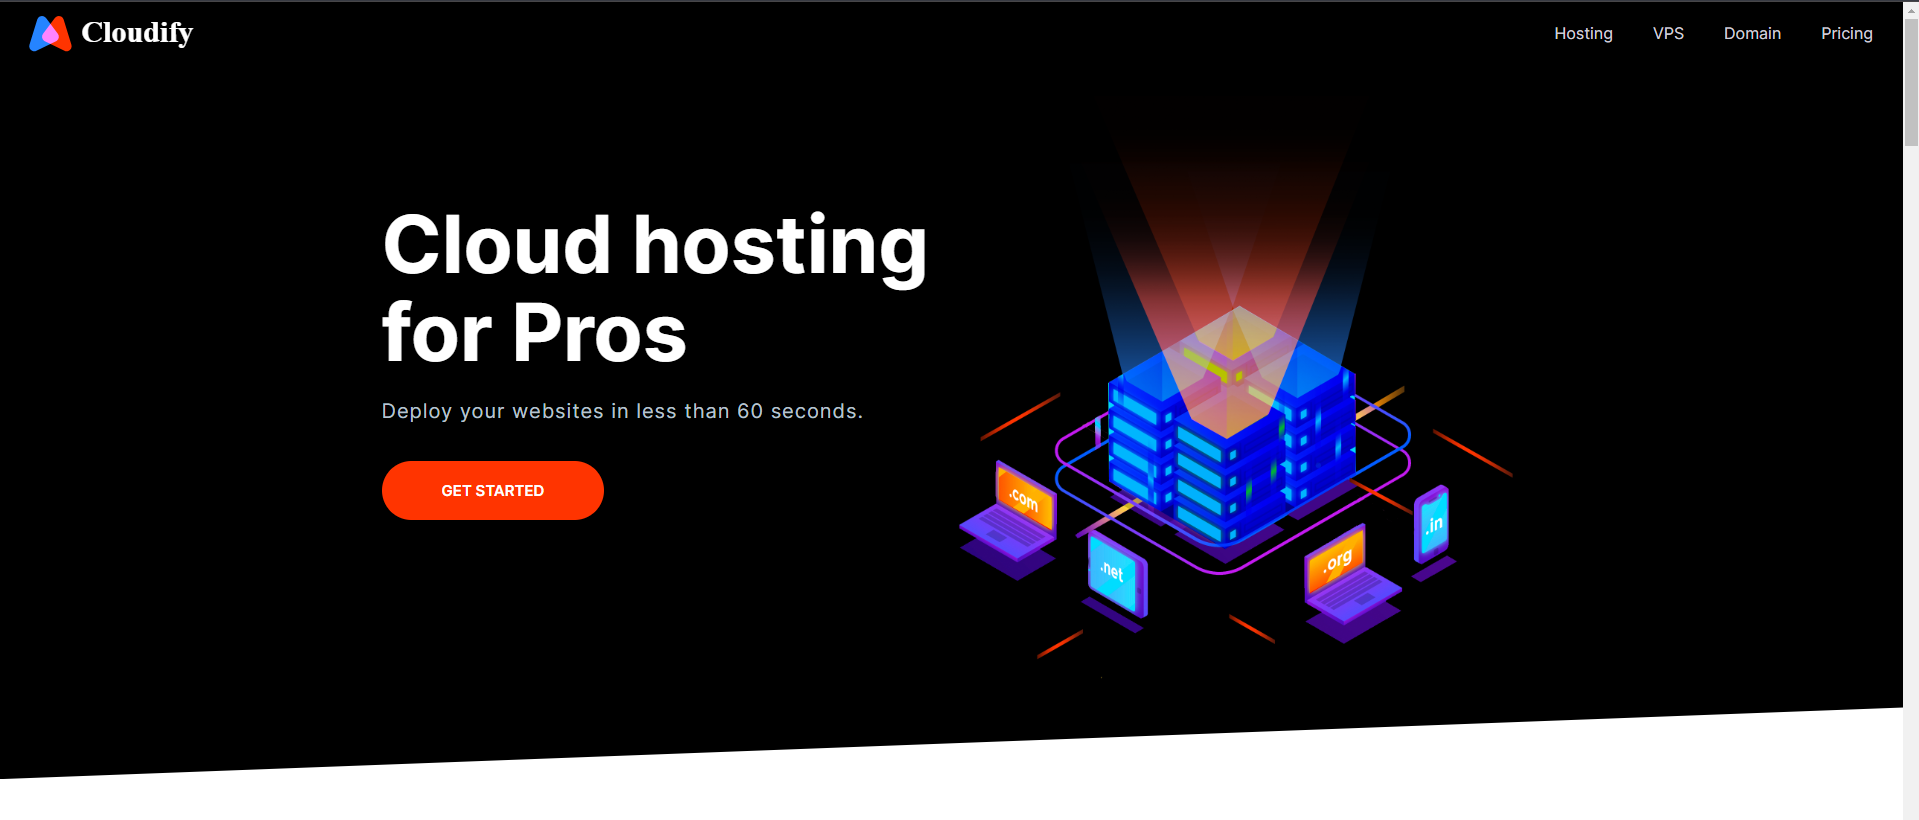 Cloudify
Hosting
VPS
Domain
Pricing
Cloud hosting
for Pros
Deploy your websites in less than 60 seconds.
GET STARTED
.com
.net
.org
.in